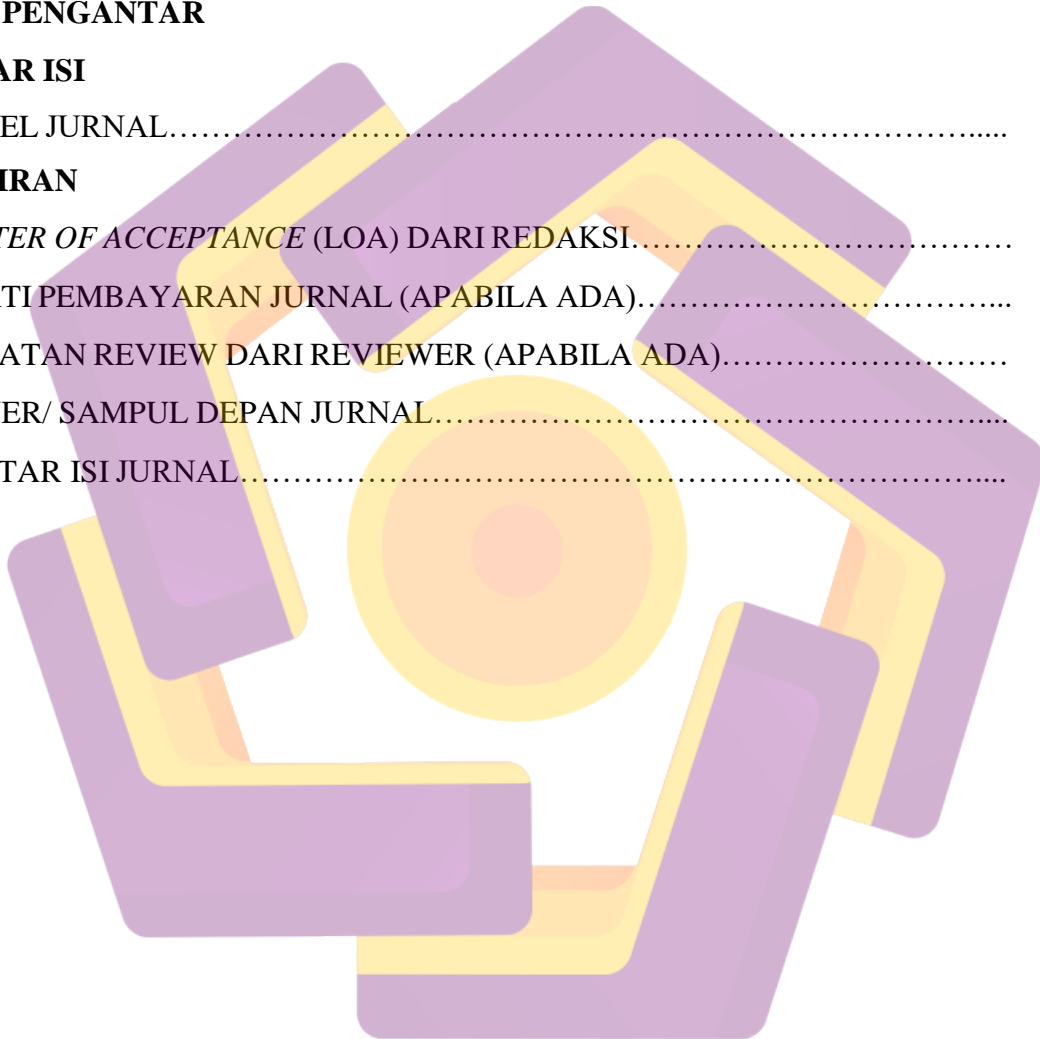 PENGANTAR
AR ISI
EL JURNAL…………………………………………………………………………….....
IRAN
TER OF ACCEPTANCE (LOA) DARI REDAKSI……………………………………
ATI PEMBAYARAN JURNAL (APABILA ADA)…………………………………...
ATAN REVIEW DARI REVIEWER (APABILA ADA)…………………………
ER/ SAMPUL DEPAN JURNAL…………………………………………………......
TAR ISI JURNAL……………………………………………………………………....